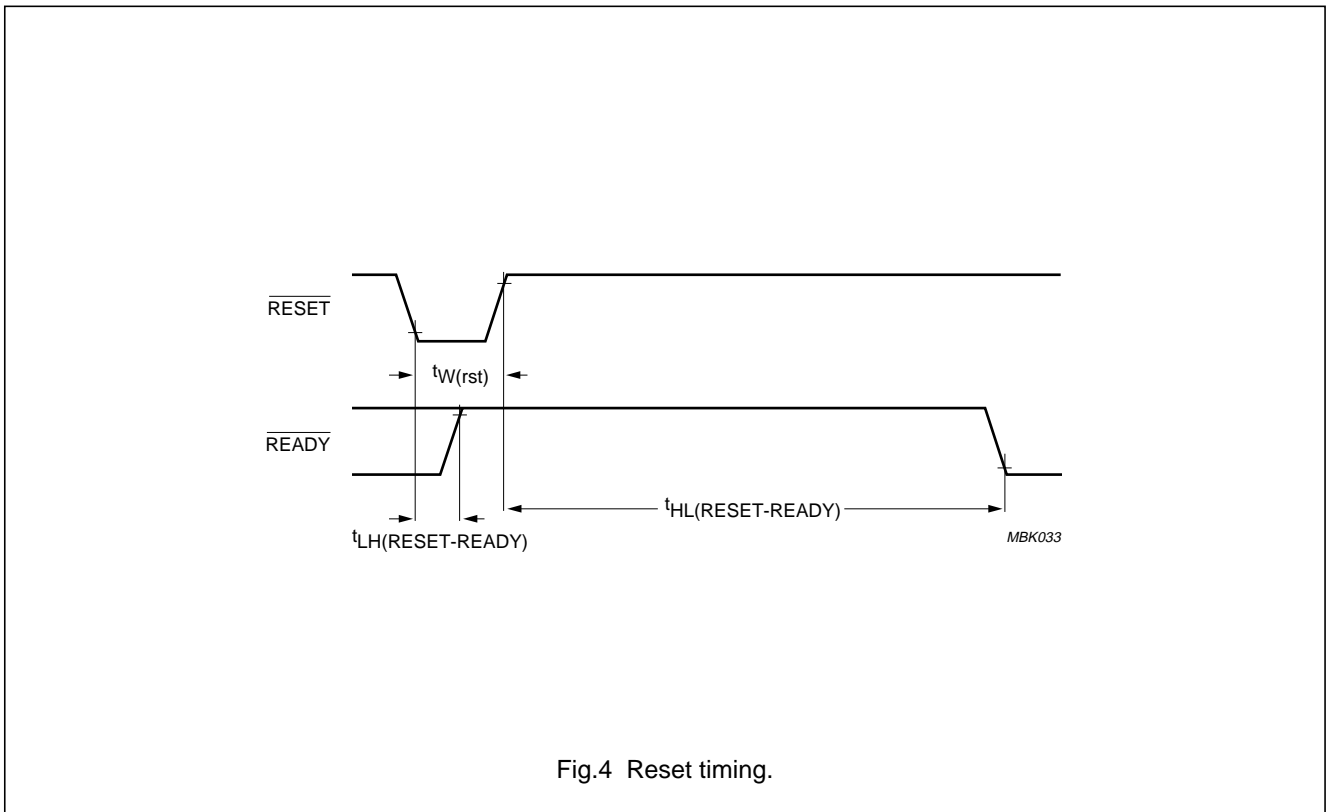 RESET
tW(rst)
READY
tHL(RESET-READY)
tLH(RESET-READY)
MBK033
Fig.4 Reset timing.